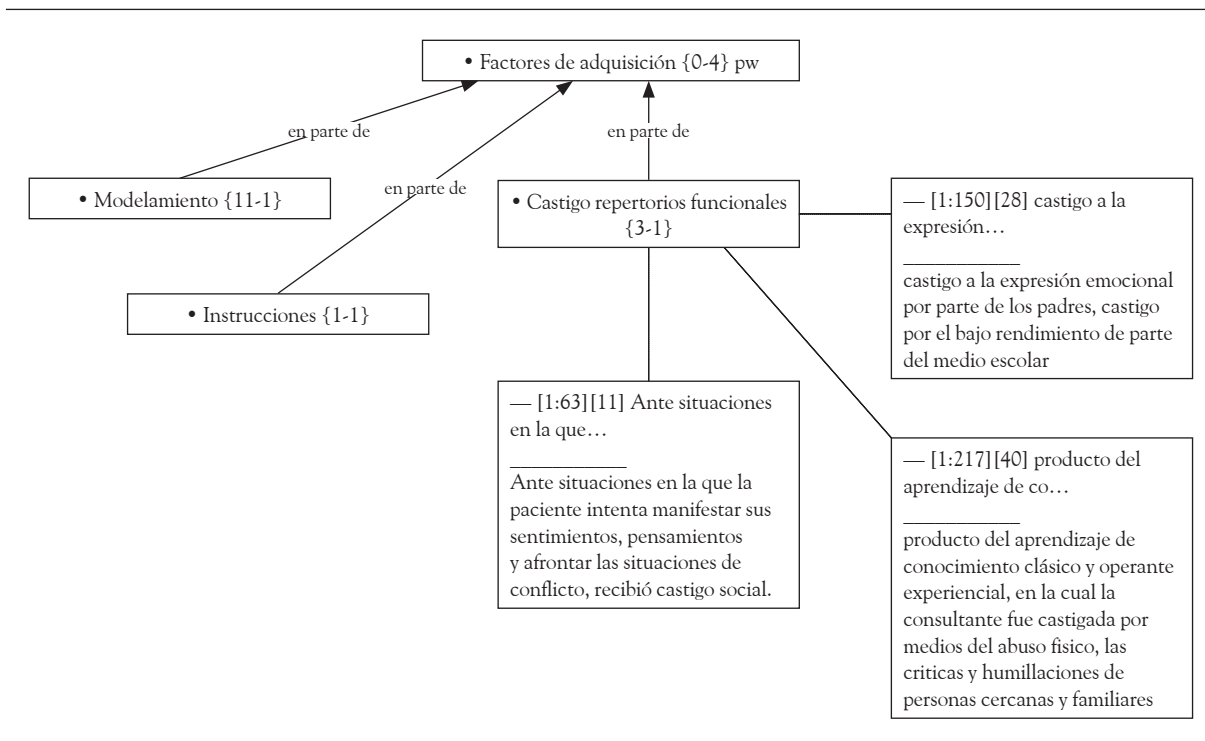 • Factores de adquisición {0-4} pw
en parte de
en parte de
en parte de
• Modelamiento {11-1}
• Instrucciones {1-1}
• Castigo repertorios funcionales
{3-1}
— [1:150][28] castigo a la
expresión…
____________
castigo a la expresión emocional
por parte de los padres, castigo
por el bajo rendimiento de parte
del medio escolar
— [1:63][11] Ante situaciones
en la que…
____________
Ante situaciones en la que la
paciente intenta manifestar sus
sentimientos, pensamientos
y afrontar las situaciones de
conflicto, recibió castigo social.
— [1:217][40] producto del
aprendizaje de co…
____________
producto del aprendizaje de
conocimiento clásico y operante
experiencial, en la cual la
consultante fue castigada por
medios del abuso fisico, las
criticas y humillaciones de
personas cercanas y familiares